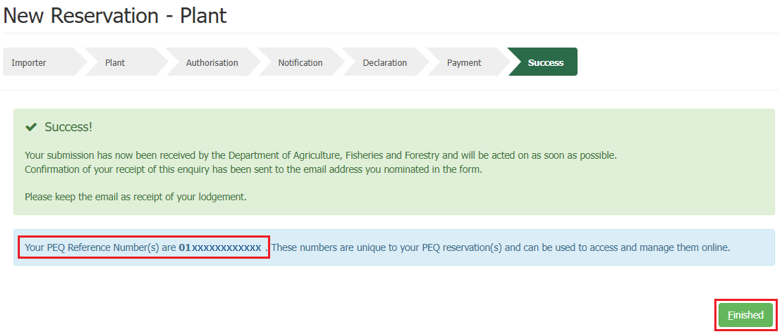 New Reservation - Plant
Importer
Plant
Authorisation
Notification
Declaration
Payment
Success
Success!
Your submission has now been received by the Department of Agriculture, Fisheries and Forestry and will be acted on as soon as possible.
Confirmation of your receipt of this enquiry has been sent to the email address you nominated in the form.
Please keep the email as receipt of your lodgement.
Your PEQ Reference Number(s) are 01xxxxxxxxxxxx . These numbers are unique to your PEQ reservation(s) and can be used to access and manage them online.
Finished